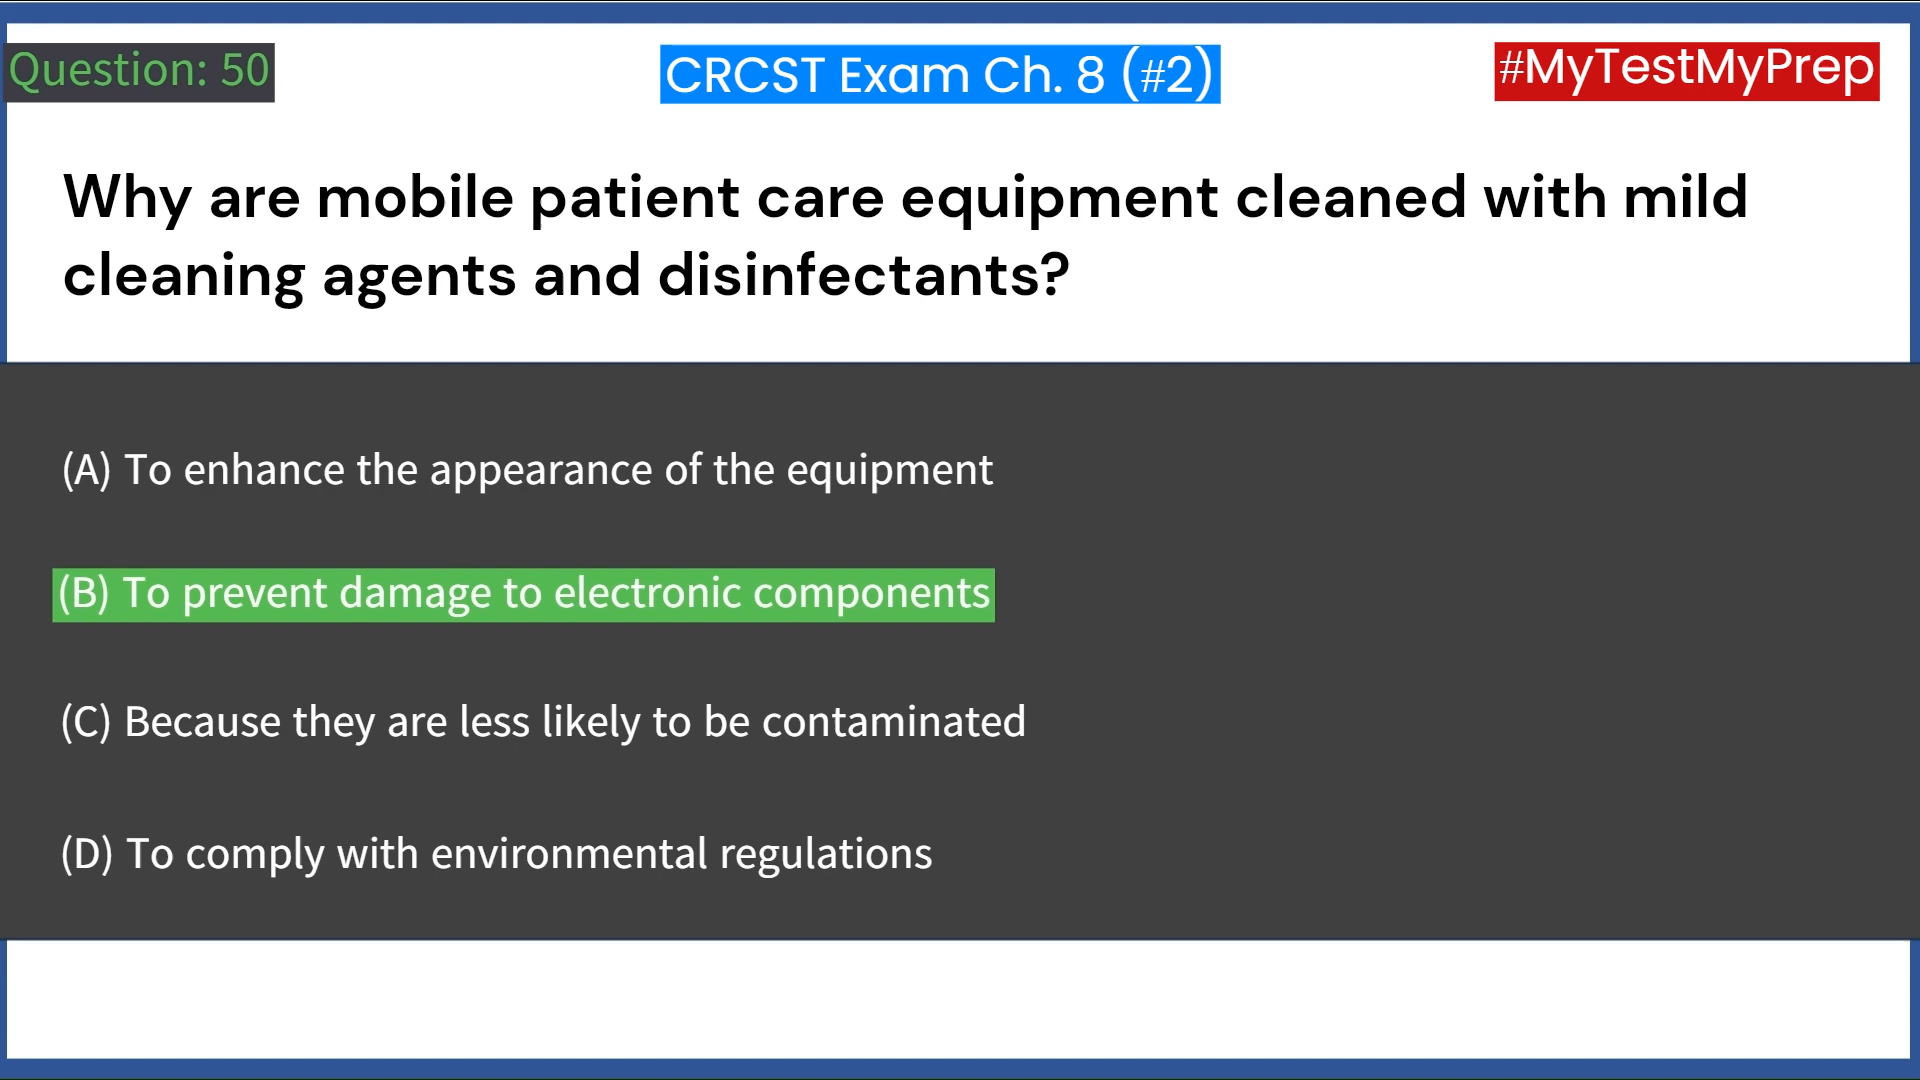 Question: 50
CRCST Exam Ch. 8 (#2)
#MyTestMyPrep
Why are mobile patient care equipment cleaned with mild
cleaning agents and disinfectants?
(A) To enhance the appearance of the equipment
(B) To prevent damage to electronic components
(C) Because they are less likely to be contaminated
(D) To comply with environmental regulations